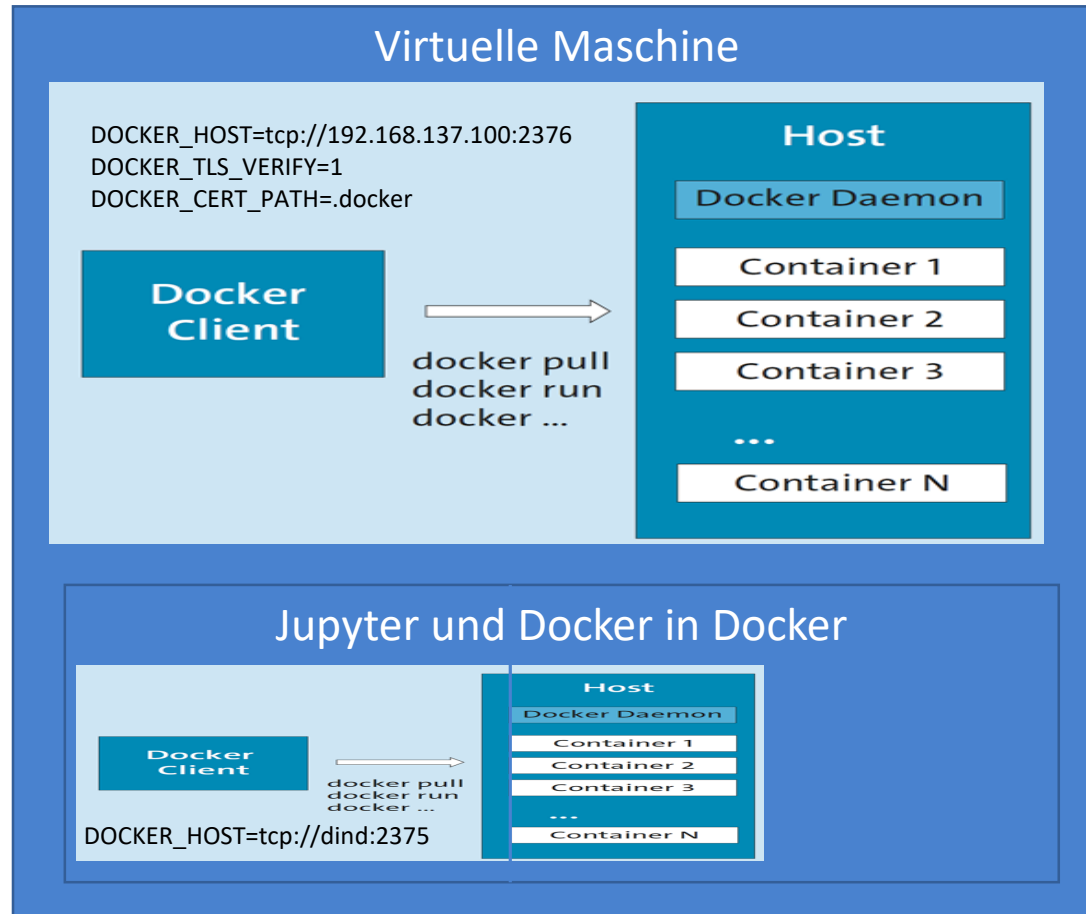 Virtuelle Maschine
DOCKER_HOST=tcp://192.168.137.100:2376
DOCKER_TLS_VERIFY=1
DOCKER_CERT_PATH=.docker
Docker
Client
docker pull
docker run
docker ...
Host
Docker Daemon
Container 1
Container 2
Container 3
...
Container N
Jupyter und Docker in Docker
Docker
Client
docker pull
docker run
docker ...
DOCKER_HOST=tcp://dind:2375
Host
Docker Daemon
Container 1
Container 2
Container 3
...
Container N